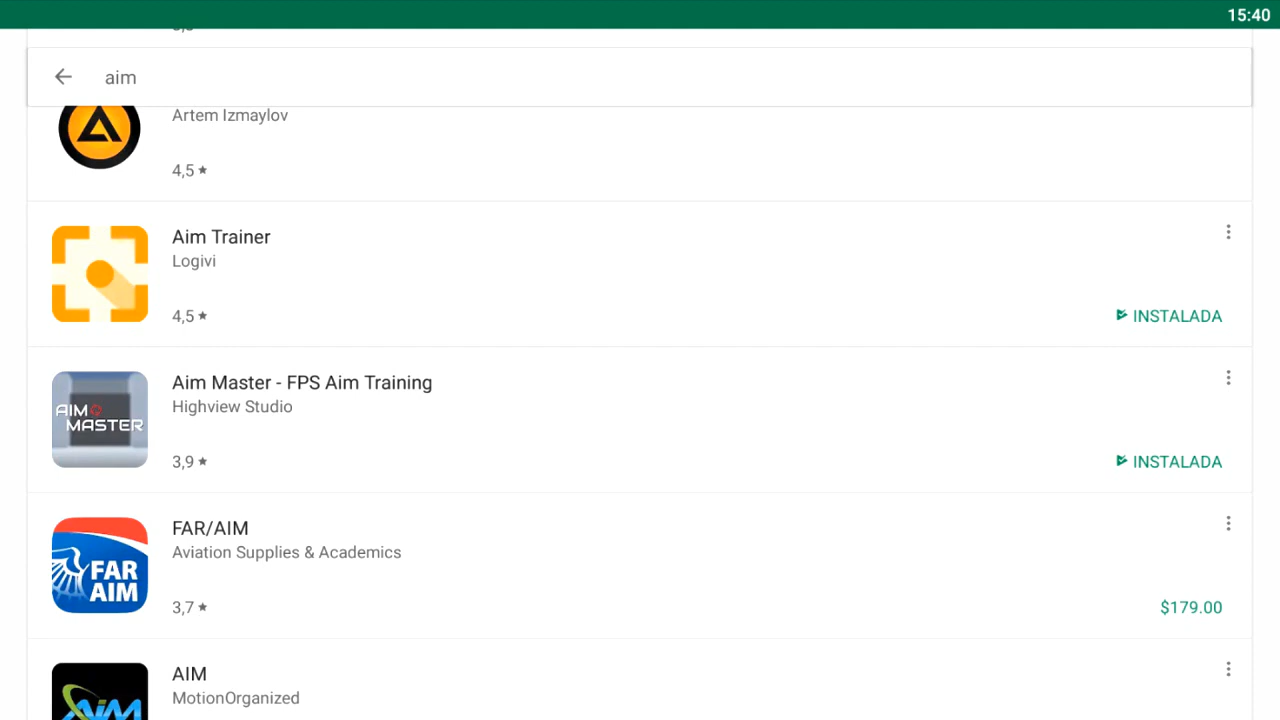 15:40
aim
Artem Izmaylov
4,5 ★
Aim Trainer
Logivi
4,5 ★
INSTALADA
AIM
MASTER
Aim Master - FPS Aim Training
Highview Studio
3,9 ★
INSTALADA
FAR
AIM
FAR/AIM
Aviation Supplies & Academics
3,7 ★
$179.00
AIM
AIM
MotionOrganized